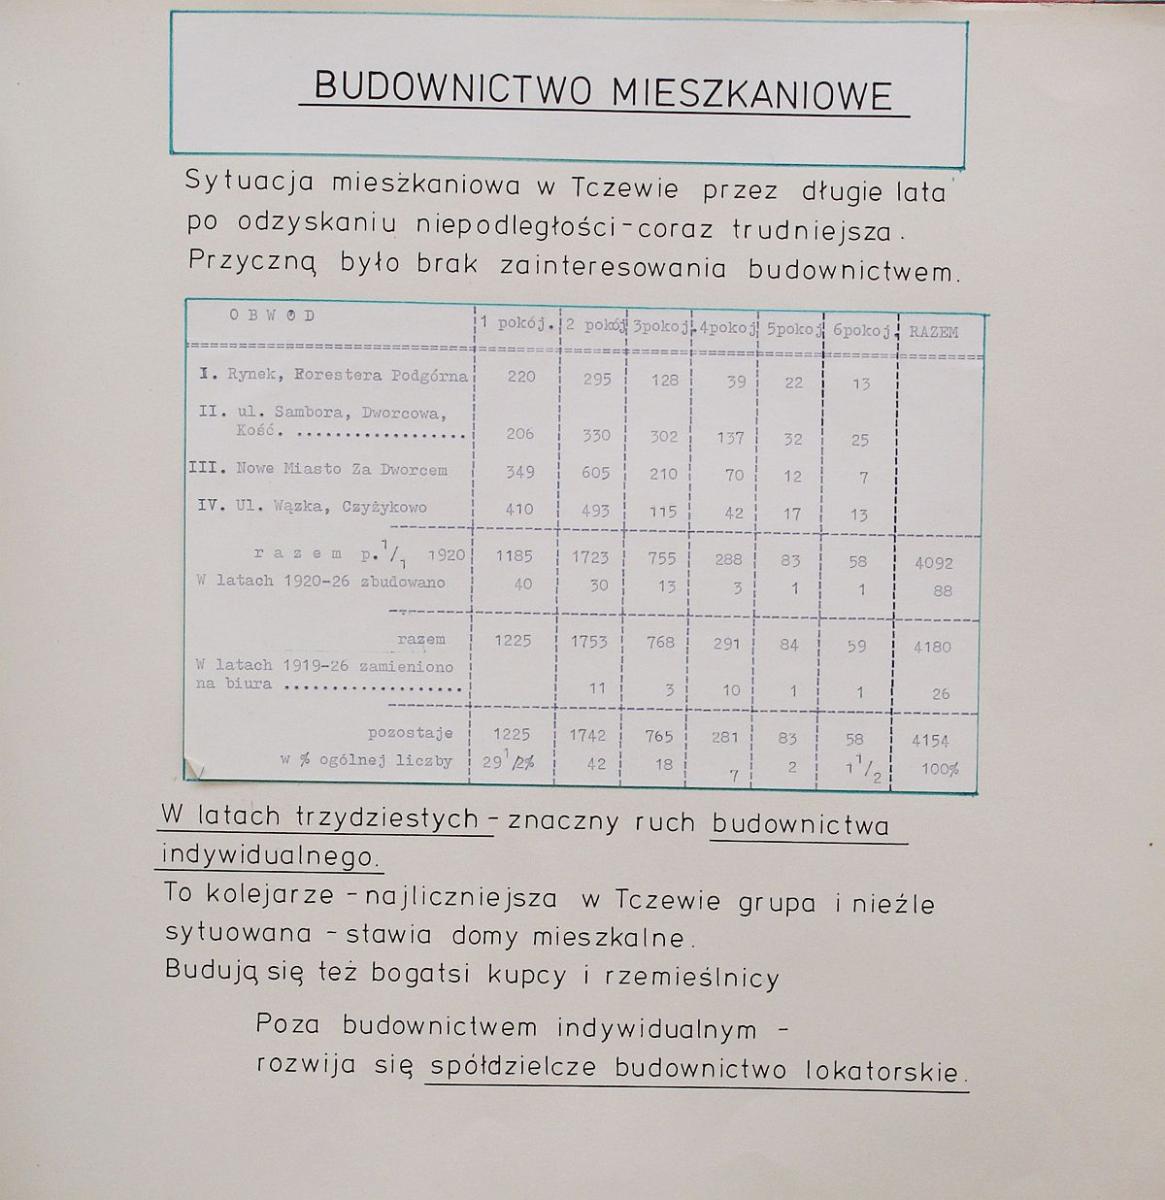 BUDOWNICTWO MIESZKANIOWE
Sytuacja mieszkaniowa w Tczewie przez długie lata
po odzyskaniu niepodległości - coraz trudniejsza.
Przyczną było brak zainteresowania budownictwem.
OBWÓD 1 pokój. 2 pokój 3pokoj. 4pokoj 5pokoj 6pokoj. RAZEM
I. Rynek, Forestera Podgórna 220 295 128 39 22 13
II. ul. Sambora, Dworcowa,
Kość. .................. 206 330 302 137 32 25
III. Nowe Miasto Za Dworcem 349 605 210 70 12 7
IV. Ul. Wązka, Czyżykowo 410 493 115 42 17 13
razem p. 1/1 1920 1185 1723 755 288 83 58 4092
W latach 1920-26 zbudowano 40 30 13 3 1 1 88
razem 1225 1753 768 291 84 59 4180
W latach 1919-26 zamieniono
na biura ................... 11 3 10 1 1 26
pozostaje 1225 1742 765 281 83 58 4154
w % ogólnej liczby 29 1/2% 42 18 7 2 1 1/2 100%
W latach trzydziestych - znaczny ruch budownictwa
indywidualnego.
To kolejarze - najliczniejsza w Tczewie grupa i nieźle
sytuowana - stawia domy mieszkalne.
Budują się też bogatsi kupcy i rzemieślnicy
Poza budownictwem indywidualnym -
rozwija się spółdzielcze budownictwo lokatorskie.